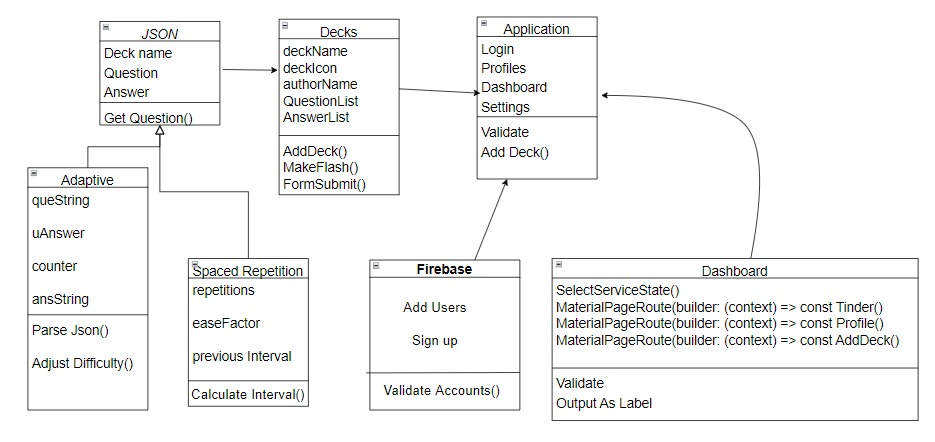 JSON
Deck name
Question
Answer
Get Question()
Decks
deckName
deckIcon
authorName
QuestionList
AnswerList
AddDeck()
MakeFlash()
FormSubmit()
Application
Login
Profiles
Dashboard
Settings
Validate
Add Deck()
Adaptive
queString
uAnswer
counter
ansString
Parse Json()
Adjust Difficulty()
Spaced Repetition
repetitions
easeFactor
previous Interval
Calculate Interval()
Firebase
Add Users
Sign up
Validate Accounts()
Dashboard
SelectServiceState()
MaterialPageRoute(builder: (context) => const Tinder()
MaterialPageRoute(builder: (context) => const Profile()
MaterialPageRoute(builder: (context) => const AddDeck()
Validate
Output As Label